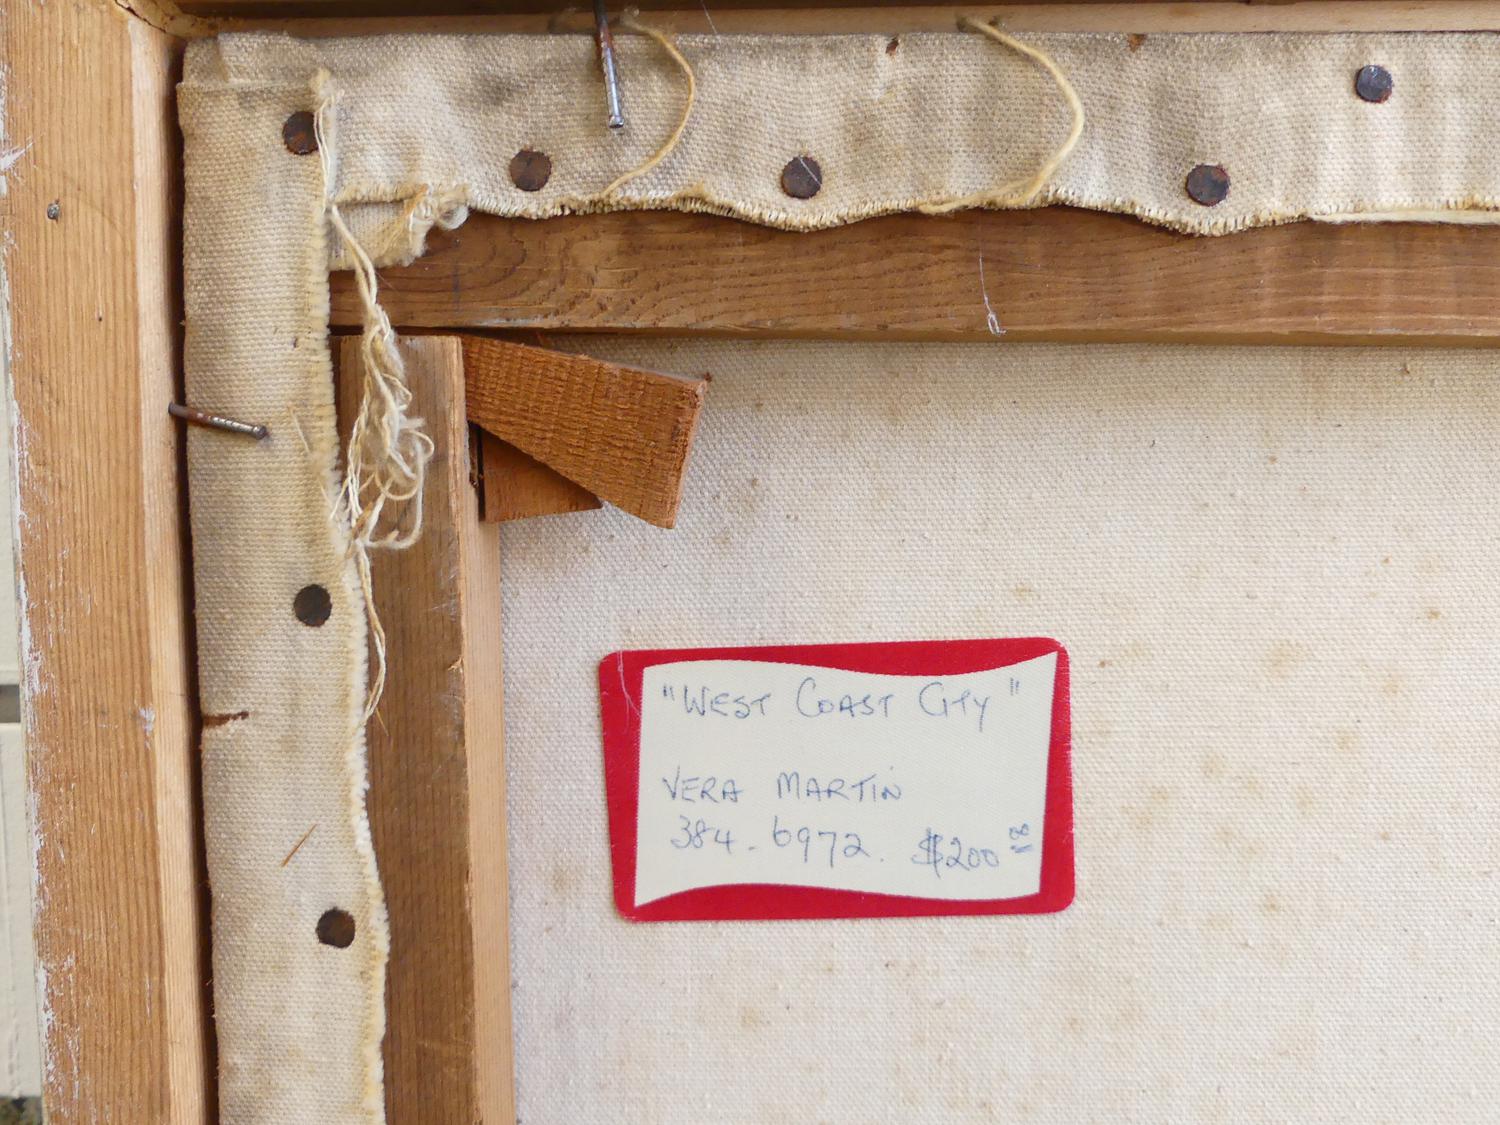 "WEST COAST CITY"
VERA MARTIN
384-6972. $200 00